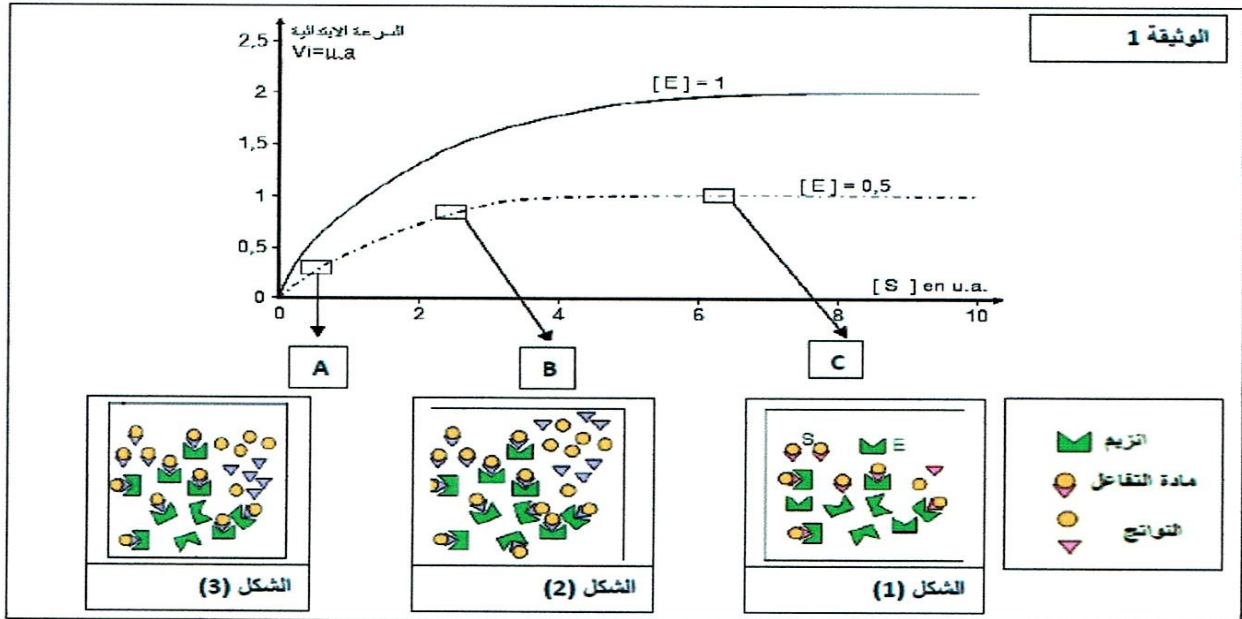 الوثيقة 1
السرعة الابتدائية
Vi=µ.a
2,5
2
1,5
1
0,5
0
[ E ] = 1
[ E ] = 0,5
[ S ] en u.a.
0 2 4 6 8 10
A B C
S E
انزيم
مادة التفاعل
النواتج
الشكل (3) الشكل (2) الشكل (1)